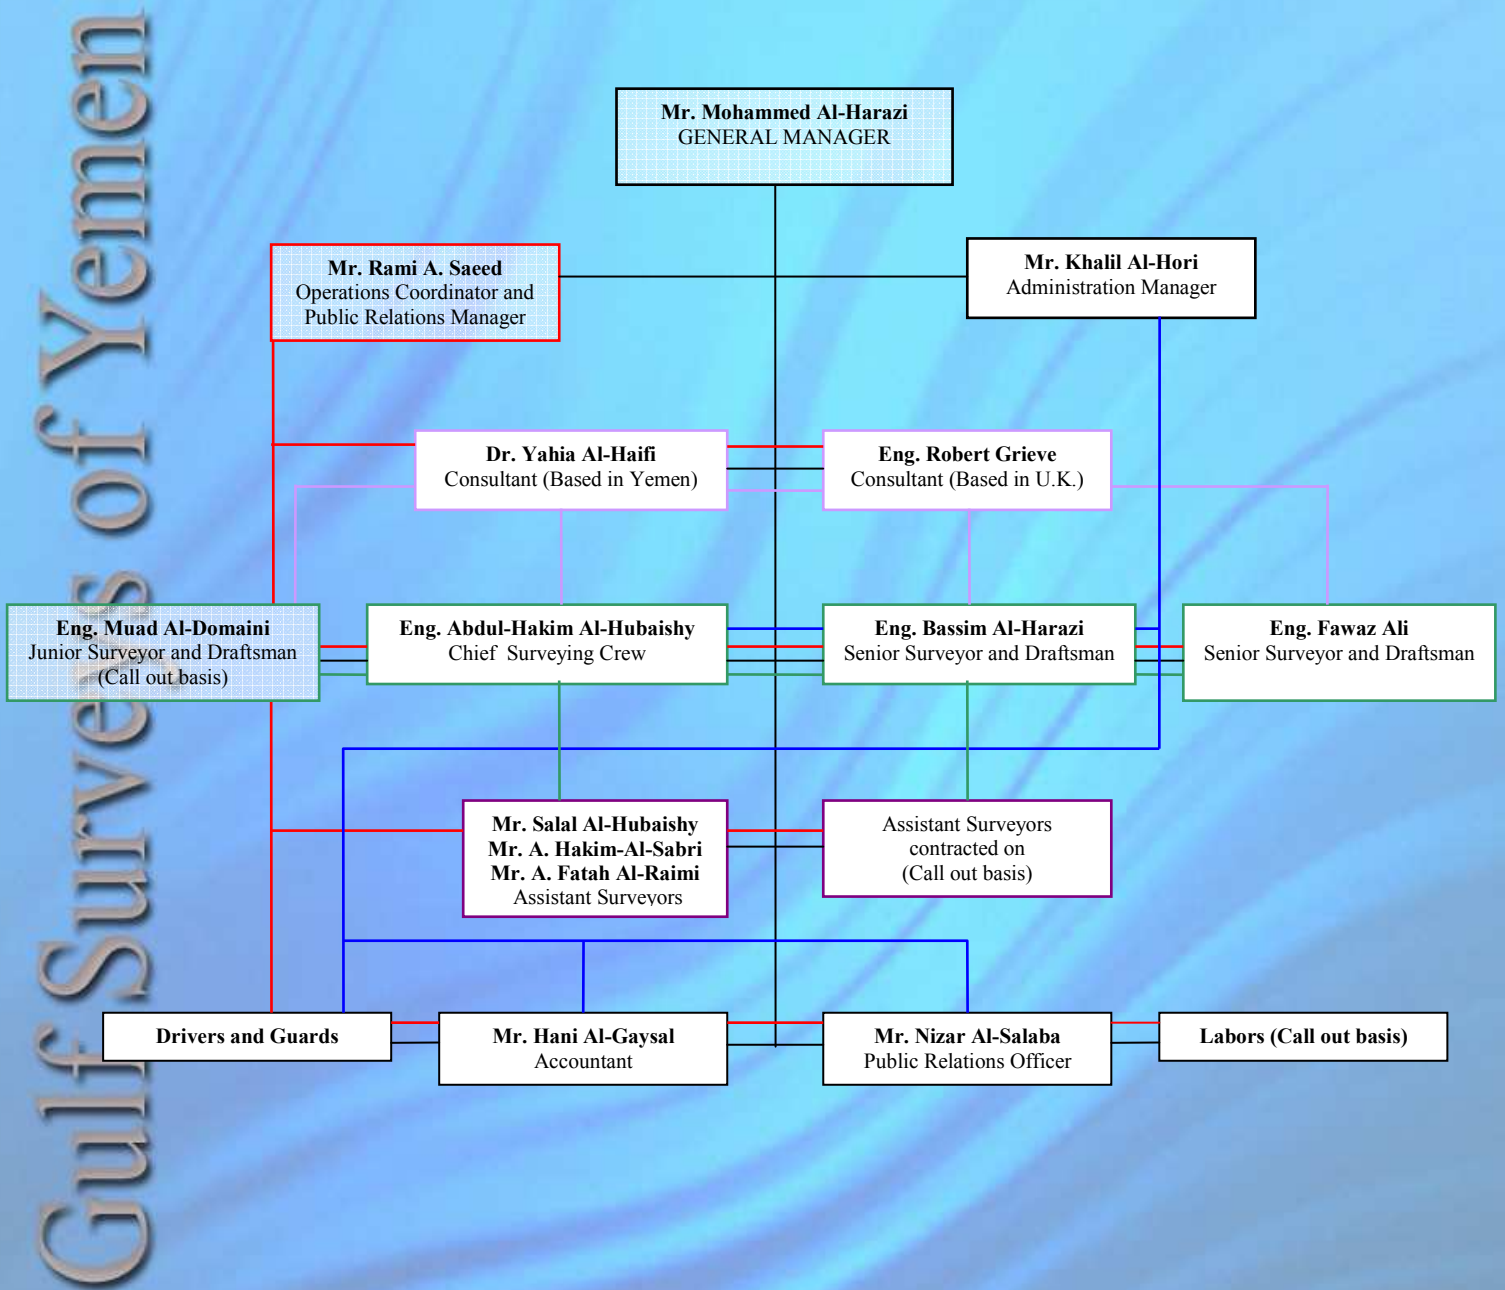 Gulf Surveys of Yemen
Mr. Mohammed Al-Harazi
GENERAL MANAGER
Mr. Rami A. Saeed
Operations Coordinator and
Public Relations Manager
Mr. Khalil Al-Hori
Administration Manager
Dr. Yahia Al-Haifi
Consultant (Based in Yemen)
Eng. Robert Grieve
Consultant (Based in U.K.)
Eng. Muad Al-Domaini
Junior Surveyor and Draftsman
(Call out basis)
Eng. Abdul-Hakim Al-Hubaishy
Chief Surveying Crew
Eng. Bassim Al-Harazi
Senior Surveyor and Draftsman
Eng. Fawaz Ali
Senior Surveyor and Draftsman
Mr. Salal Al-Hubaishy
Mr. A. Hakim-Al-Sabri
Mr. A. Fatah Al-Raimi
Assistant Surveyors
Assistant Surveyors
contracted on
(Call out basis)
Drivers and Guards
Mr. Hani Al-Gaysal
Accountant
Mr. Nizar Al-Salaba
Public Relations Officer
Labors (Call out basis)